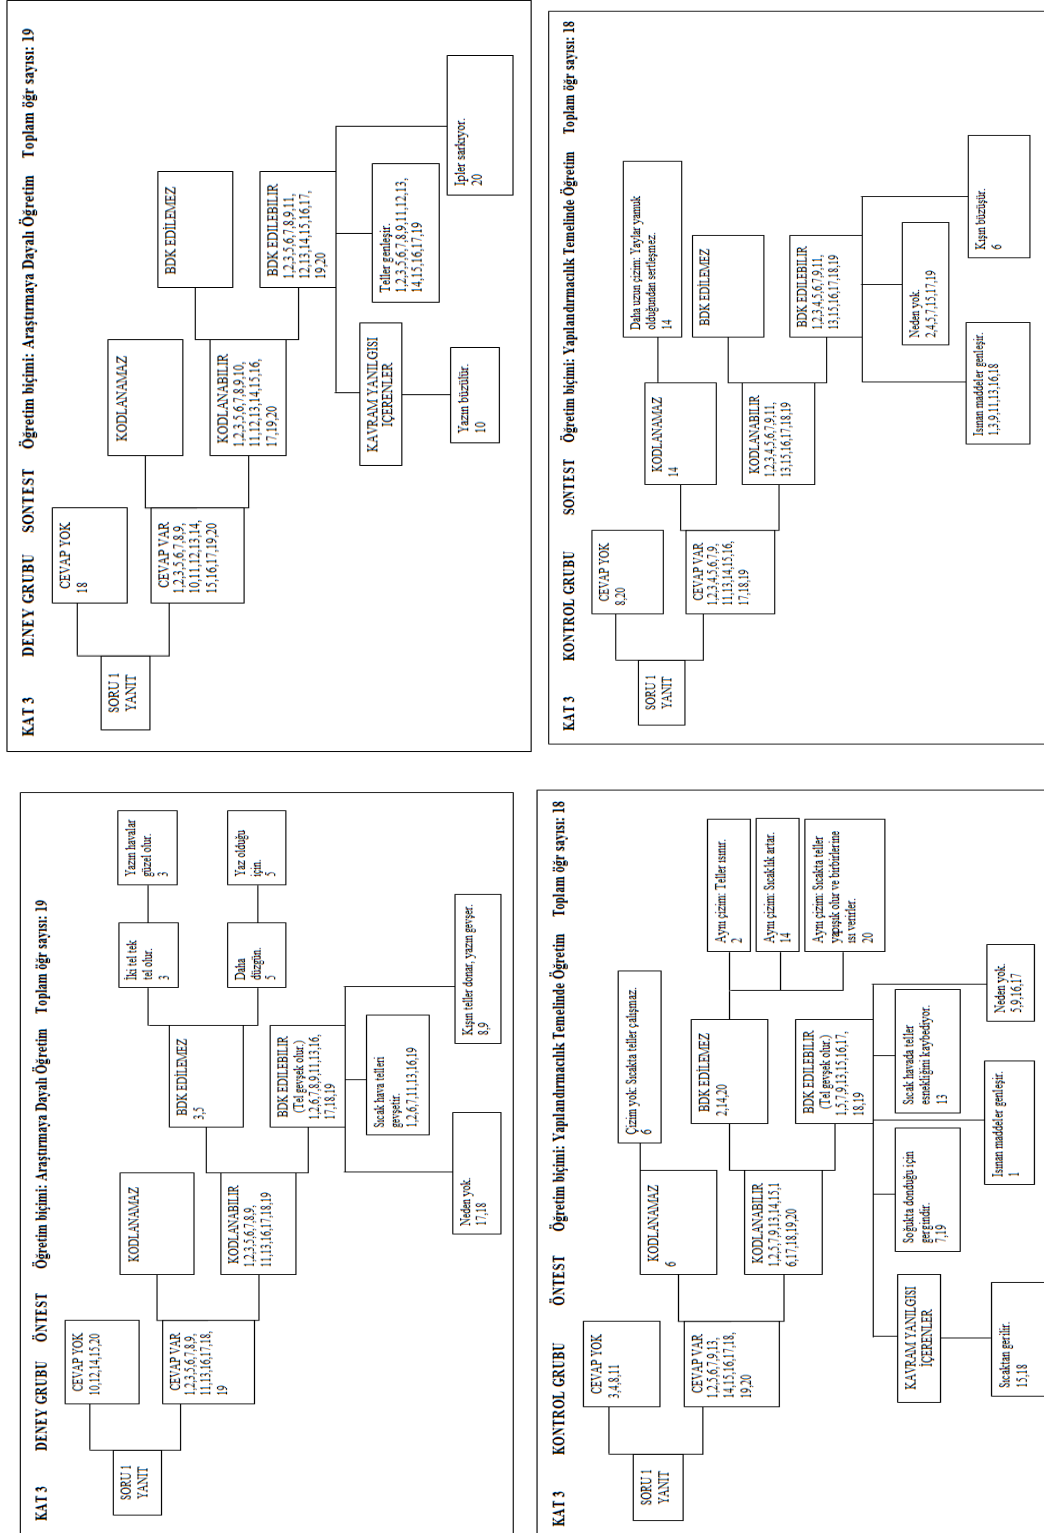 KAT 3 DENEY GRUBU ÖNTEST Öğretim biçimi: Araştırmaya Dayalı Öğretim Toplam öğr sayısı: 19
SORU 1
YANIT
CEVAP YOK
10,12,14,15,20
CEVAP VAR
1,2,3,5,6,7,8,9,
11,13,16,17,18,
19
KODLANAMAZ
KODLANABILIR
1,2,3,5,6,7,8,9,
11,13,16,17,18,19
BDK EDİLEMEZ
3,5
İki tel tek
tel olur.
3
Yazın havalar
güzel olur.
3
Daha
düzgün.
5
Yaz olduğu
için.
5
BDK EDILEBILIR
(Tel gevşek olur.)
1,2,6,7,8,9,11,13,16,
17,18,19
Neden yok.
17,18
Sıcak hava telleri
gevşetir.
1,2,6,7,11,13,16,19
Kışın teller donar, yazın gevşer.
8,9
KAT 3 DENEY GRUBU SONTEST Öğretim biçimi: Araştırmaya Dayalı Öğretim Toplam öğr sayısı: 19
SORU 1
YANIT
CEVAP YOK
18
CEVAP VAR
1,2,3,5,6,7,8,9,
10,11,12,13,14,
15,16,17,19,20
KODLANAMAZ
KODLANABILIR
1,2,3,5,6,7,8,9,10,
11,12,13,14,15,16,
17,19,20
BDK EDİLEMEZ
BDK EDILEBILIR
1,2,3,5,6,7,8,9,11,
12,13,14,15,16,17,
19,20
KAVRAM YANILGISI
İÇERENLER
Yazın büzülür.
10
Teller genleşir.
1,2,3,5,6,7,8,9,11,12,13,
14,15,16,17,19
Ipler sarkıyor.
20
KAT 3 KONTROL GRUBU ÖNTEST Öğretim biçimi: Yapılandırmacılık Temelinde Öğretim Toplam öğr sayısı: 18
SORU 1
YANIT
CEVAP YOK
3,4,8,11
CEVAP VAR
1,2,5,6,7,9,13,
14,15,16,17,18,
19,20
KODLANAMAZ
6
Çizim yok: Sıcakta teller çalışmaz.
6
KODLANABILIR
1,2,5,7,9,13,14,15,1
6,17,18,19,20
BDK EDİLEMEZ
2,14,20
Aynı çizim: Teller ısınır.
2
Aynı çizim: Sıcaklık artar.
14
Aynı çizim: Sıcakta teller
yapışık olur ve birbirlerine
ısı verirler.
20
BDK EDILEBILIR
(Tel gevşek olur.)
1,5,7,9,13,15,16,17,
18,19
KAVRAM YANILGISI
İÇERENLER
Sıcaktan gerilir.
15,18
Soğukta donduğu için
gergindir.
7,19
Isınan maddeler genleşir.
1
Sıcak havada teller
esnekliğini kaybediyor.
13
Neden yok.
5,9,16,17
KAT 3 KONTROL GRUBU SONTEST Öğretim biçimi: Yapılandırmacılık Temelinde Öğretim Toplam öğr sayısı: 18
SORU 1
YANIT
CEVAP YOK
8,20
CEVAP VAR
1,2,3,4,5,6,7,9,
11,13,14,15,16,
17,18,19
KODLANAMAZ
14
Daha uzun çizim: Yaylar yamuk
olduğundan sertleşmez.
14
KODLANABILIR
1,2,3,4,5,6,7,9,11,
13,15,16,17,18,19
BDK EDİLEMEZ
BDK EDILEBILIR
1,2,3,4,5,6,7,9,11,
13,15,16,17,18,19
Isınan maddeler genleşir.
1,3,9,11,13,16,18
Neden yok.
2,4,5,7,15,17,19
Kışın büzüşür.
6